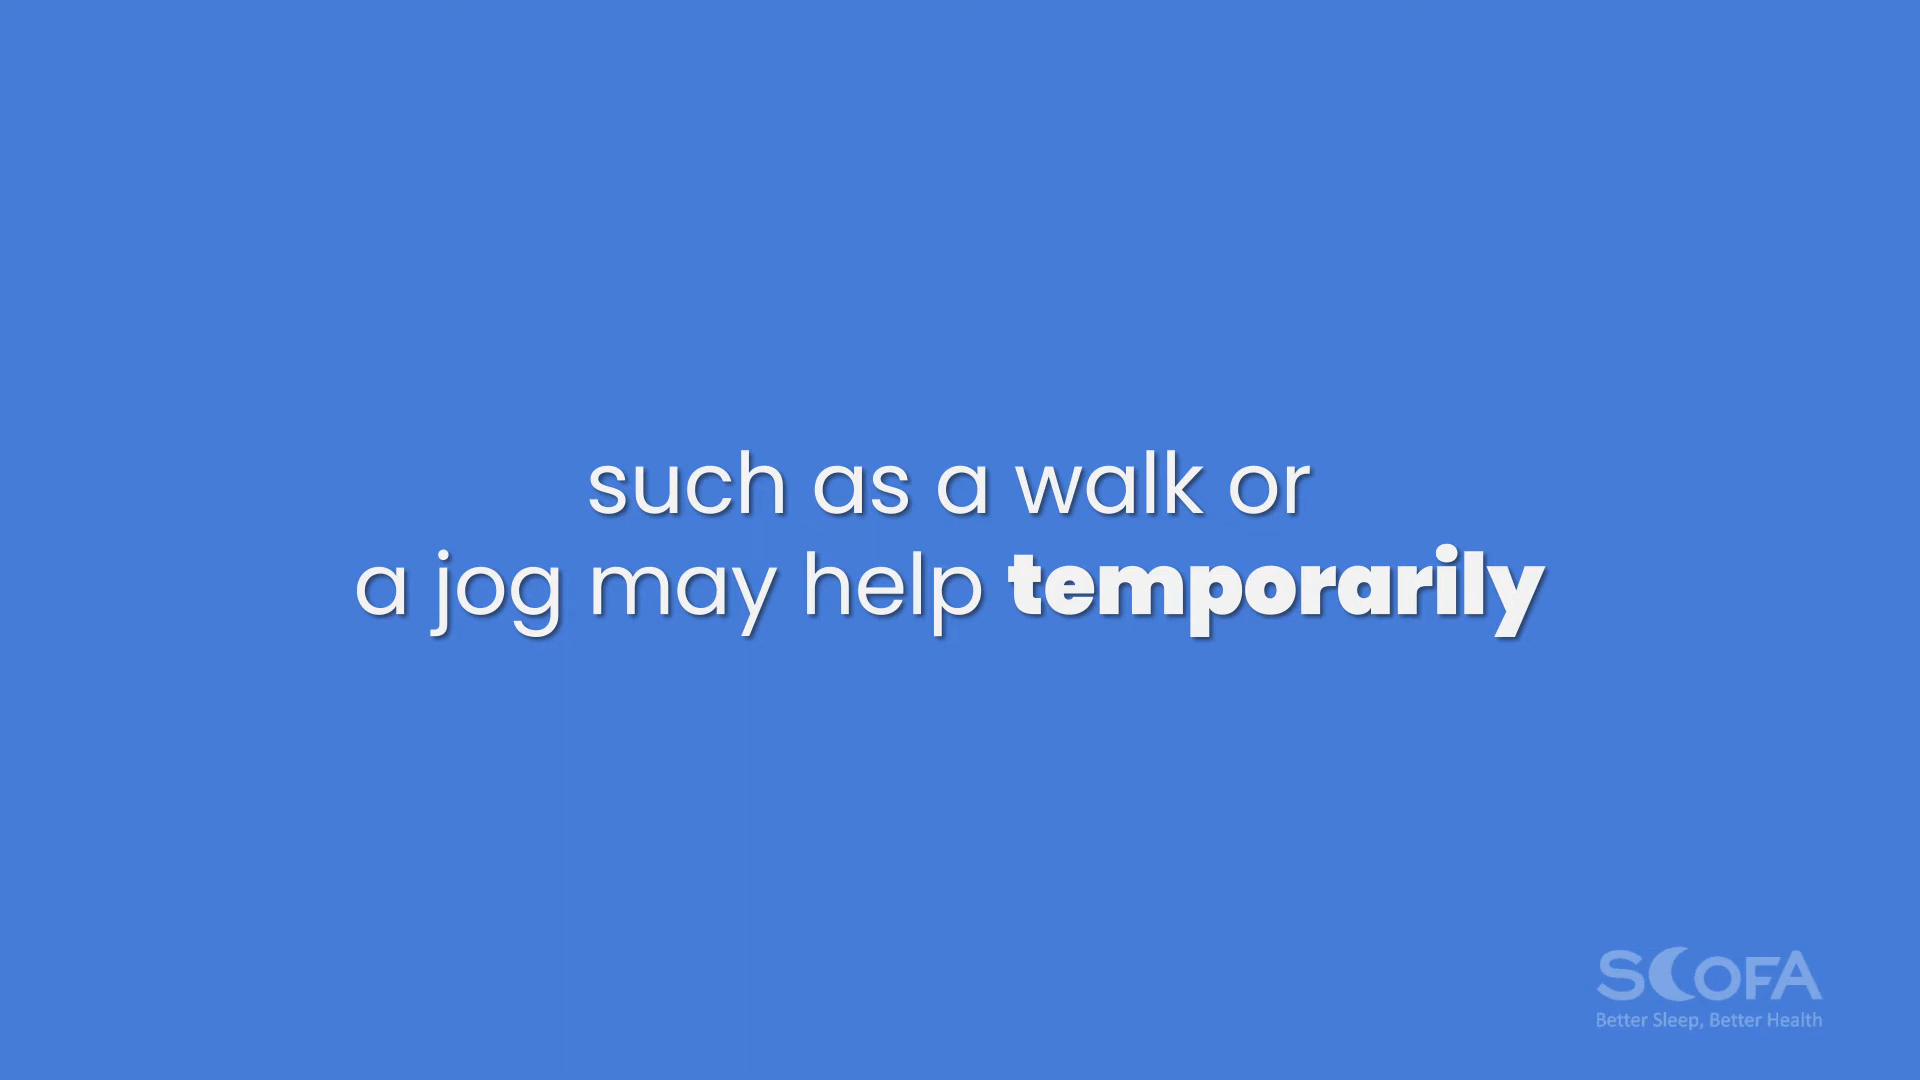 such as a walk or
a jog may help temporarily
SCOFA
Better Sleep, Better Health